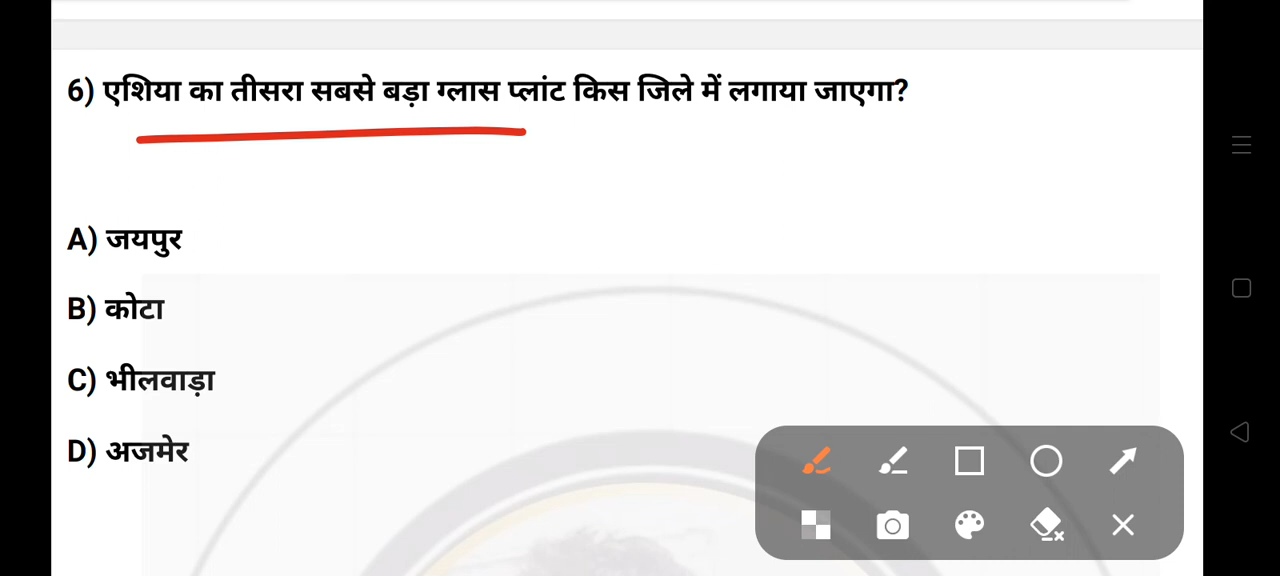 6) एशिया का तीसरा सबसे बड़ा ग्लास प्लांट किस जिले में लगाया जाएगा?
A) जयपुर
B) कोटा
C) भीलवाड़ा
D) अजमेर